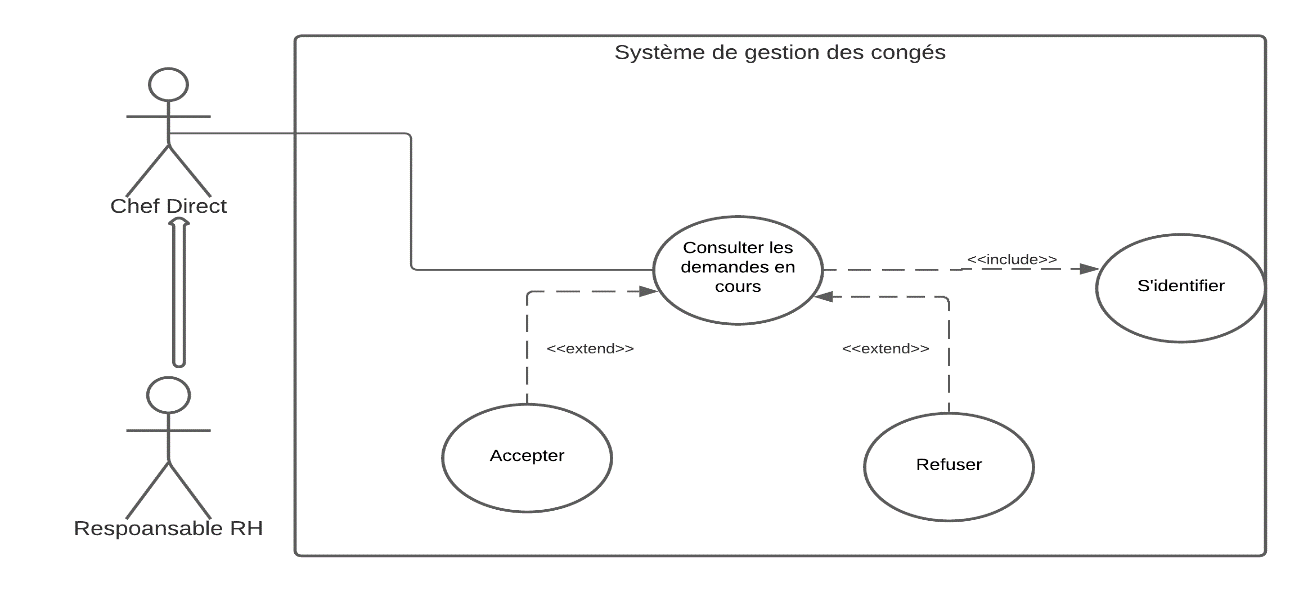 Système de gestion des congés
Chef Direct
Consulter les
demandes en
cours
<<include>>
S'identifier
<<extend>>
<<extend>>
Accepter
Refuser
Respoansable RH